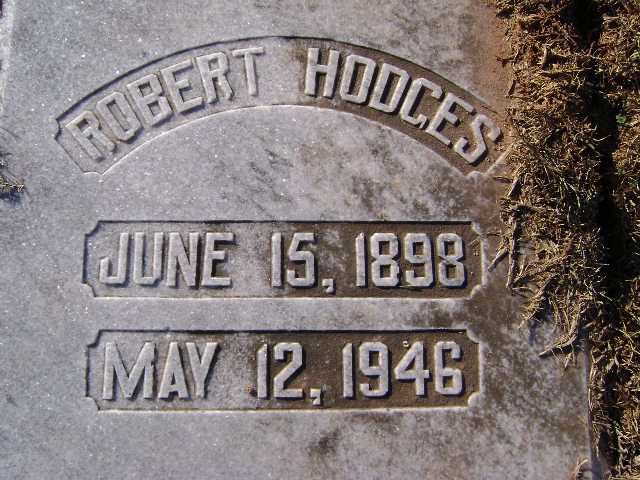 ROBERT HODGES
JUNE 15, 1898
MAY 12, 1946